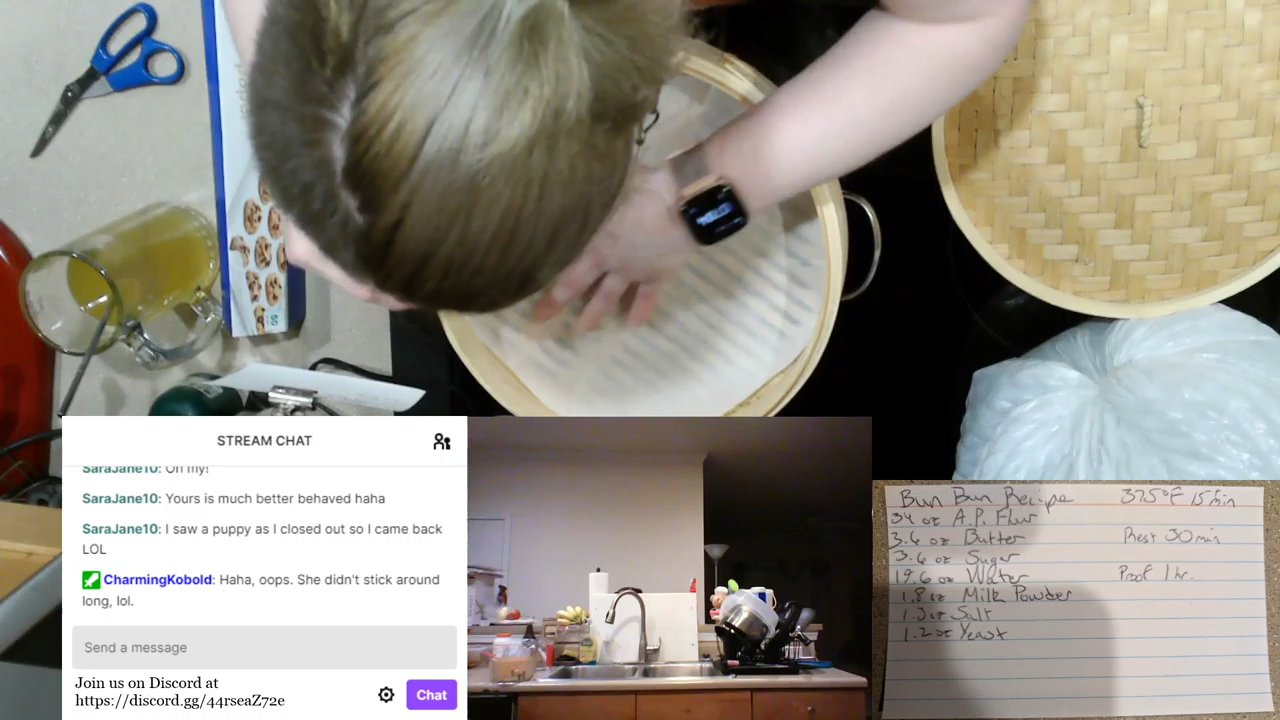 STREAM CHAT
SaraJane10: Oh my!
SaraJane10: Yours is much better behaved haha
SaraJane10: I saw a puppy as I closed out so I came back
LOL
CharmingKobold: Haha, oops. She didn't stick around
long, lol.
Send a message
Join us on Discord at
https://discord.gg/44rseaZ72e
Chat
Bun Bun Recipe 375°F 15 min
34 oz A.P. Flour
3.6 oz Butter Rest 30 min
3.6 oz Sugar
19.6 oz Water Proof 1 hr.
1.8 oz Milk Powder
Salt
1.2 oz Yeast